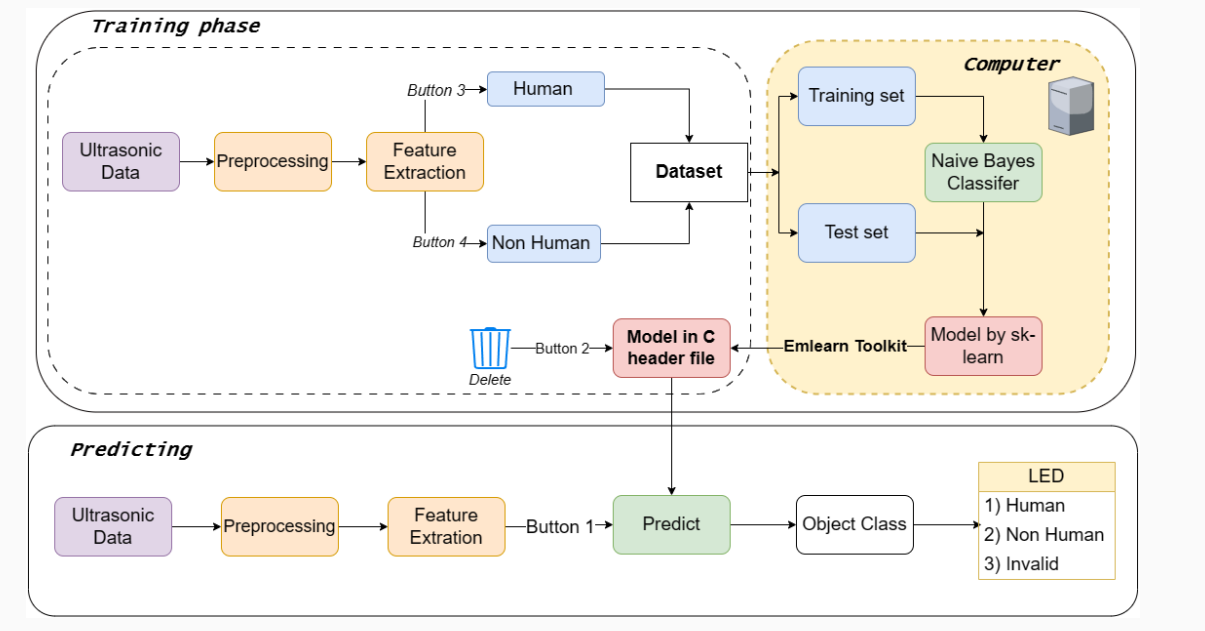 Training phase
Computer
Button 3
Human
Training set
Ultrasonic
Data
Preprocessing
Feature
Extraction
Dataset
Naive Bayes
Classifer
Button 4
Non Human
Test set
Delete
Button 2
Model in C
header file
Emlearn Toolkit
Model by sk-
learn
Predicting
Ultrasonic
Data
Preprocessing
Feature
Extration
Button 1
Predict
Object Class
LED
1) Human
2) Non Human
3) Invalid